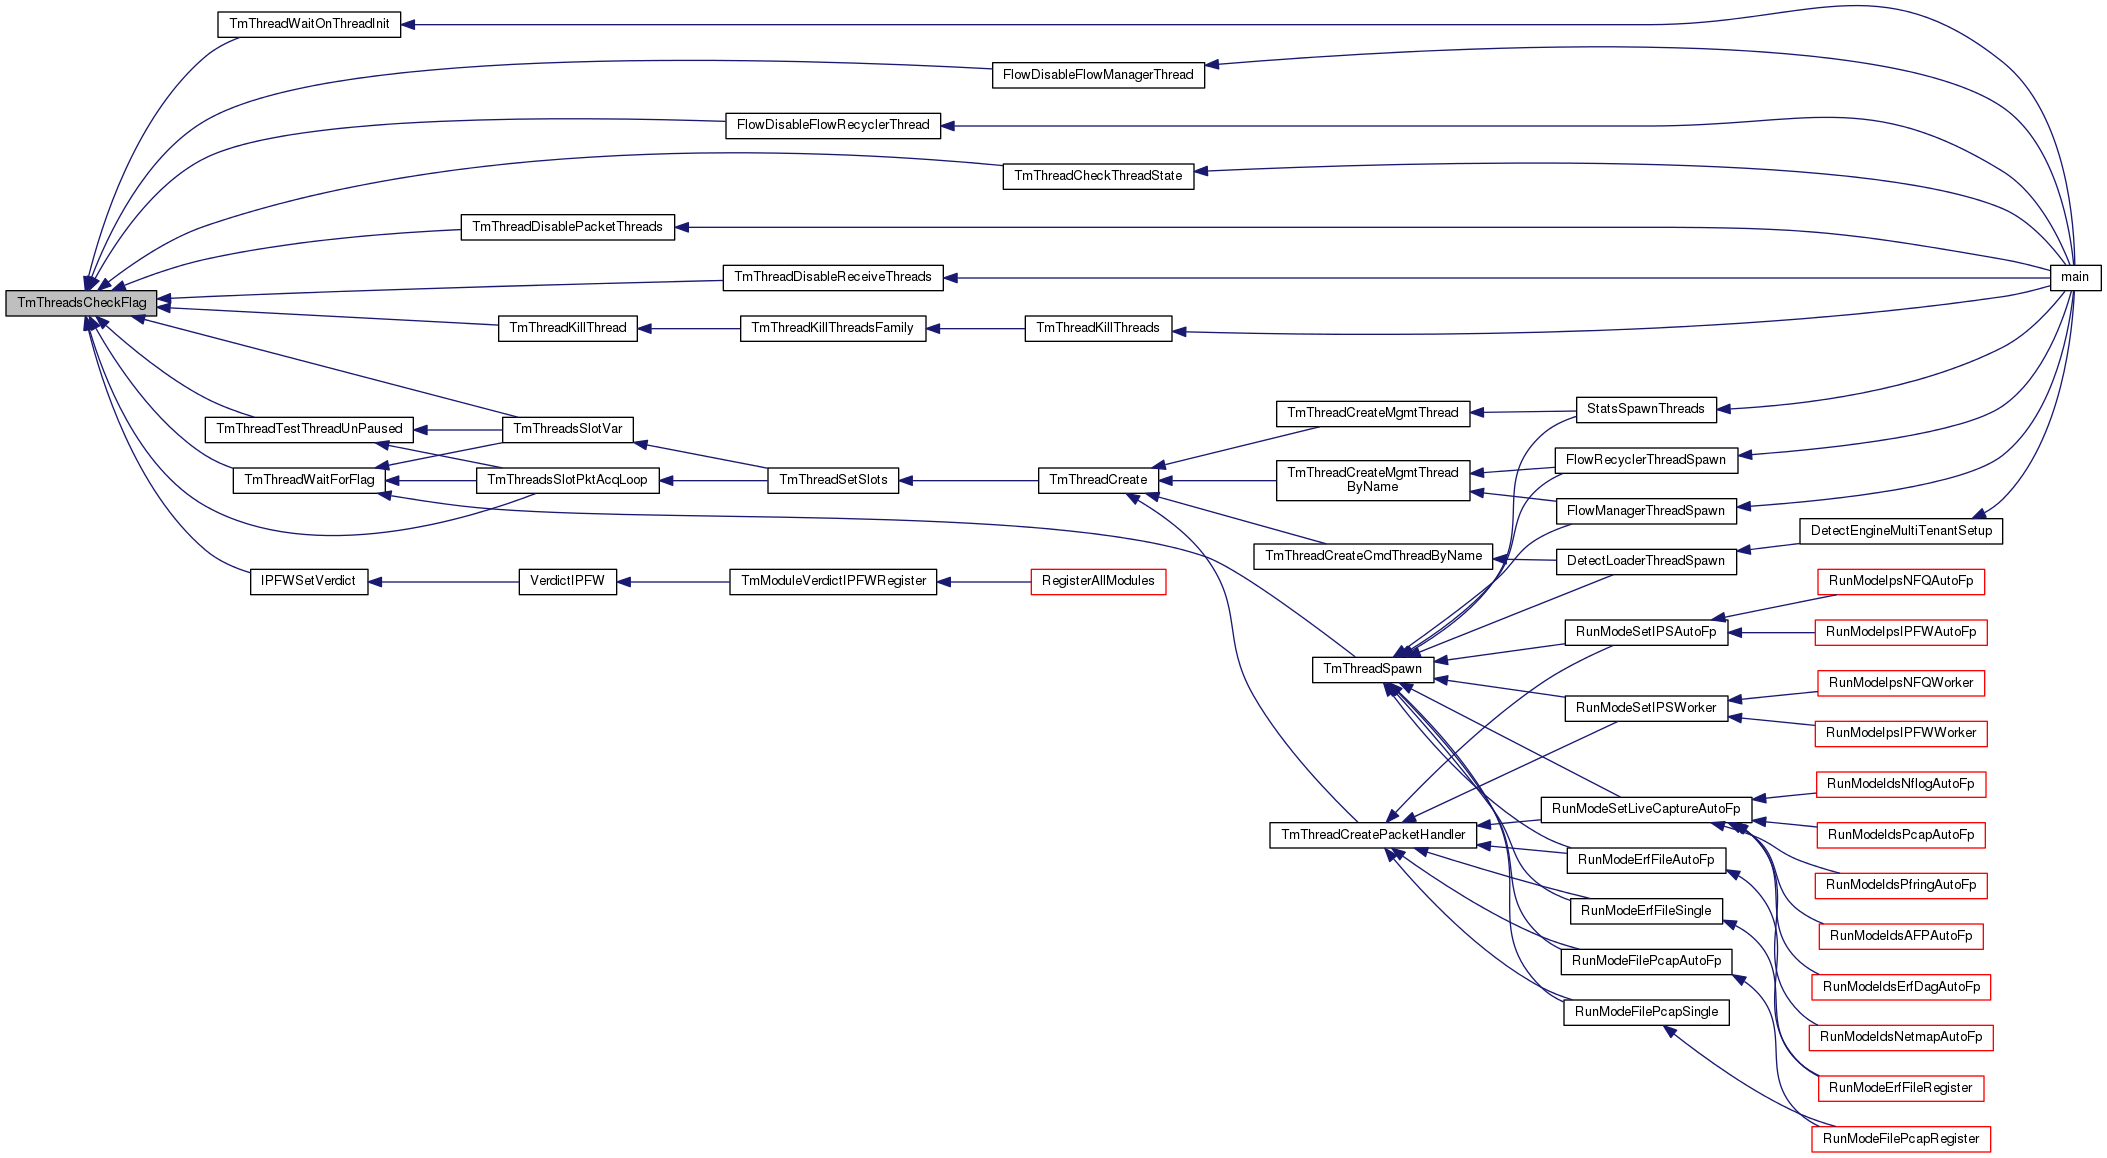 TmThreadWaitOnThreadInit
FlowDisableFlowManagerThread
FlowDisableFlowRecyclerThread
TmThreadCheckThreadState
TmThreadDisablePacketThreads
TmThreadDisableReceiveThreads
main
TmThreadsCheckFlag
TmThreadKillThread
TmThreadKillThreadsFamily
TmThreadKillThreads
TmThreadTestThreadUnPaused
TmThreadsSlotVar
TmThreadCreateMgmtThread
StatsSpawnThreads
TmThreadWaitForFlag
TmThreadsSlotPktAcqLoop
TmThreadSetSlots
TmThreadCreate
TmThreadCreateMgmtThread
ByName
FlowRecyclerThreadSpawn
FlowManagerThreadSpawn
DetectEngineMultiTenantSetup
TmThreadCreateCmdThreadByName
DetectLoaderThreadSpawn
IPFWSetVerdict
VerdictIPFW
TmModuleVerdictIPFWRegister
RegisterAllModules
RunModeIpsNFQAutoFp
RunModeSetIPSAutoFp
RunModeIpsIPFWAutoFp
TmThreadSpawn
RunModeIpsNFQWorker
RunModeSetIPSWorker
RunModeIpsIPFWWorker
RunModeIdsNflogAutoFp
RunModeSetLiveCaptureAutoFp
TmThreadCreatePacketHandler
RunModeIdsPcapAutoFp
RunModeErfFileAutoFp
RunModeIdsPfringAutoFp
RunModeErfFileSingle
RunModeIdsAFPAutoFp
RunModeFilePcapAutoFp
RunModeIdsErfDagAutoFp
RunModeFilePcapSingle
RunModeIdsNetmapAutoFp
RunModeErfFileRegister
RunModeFilePcapRegister